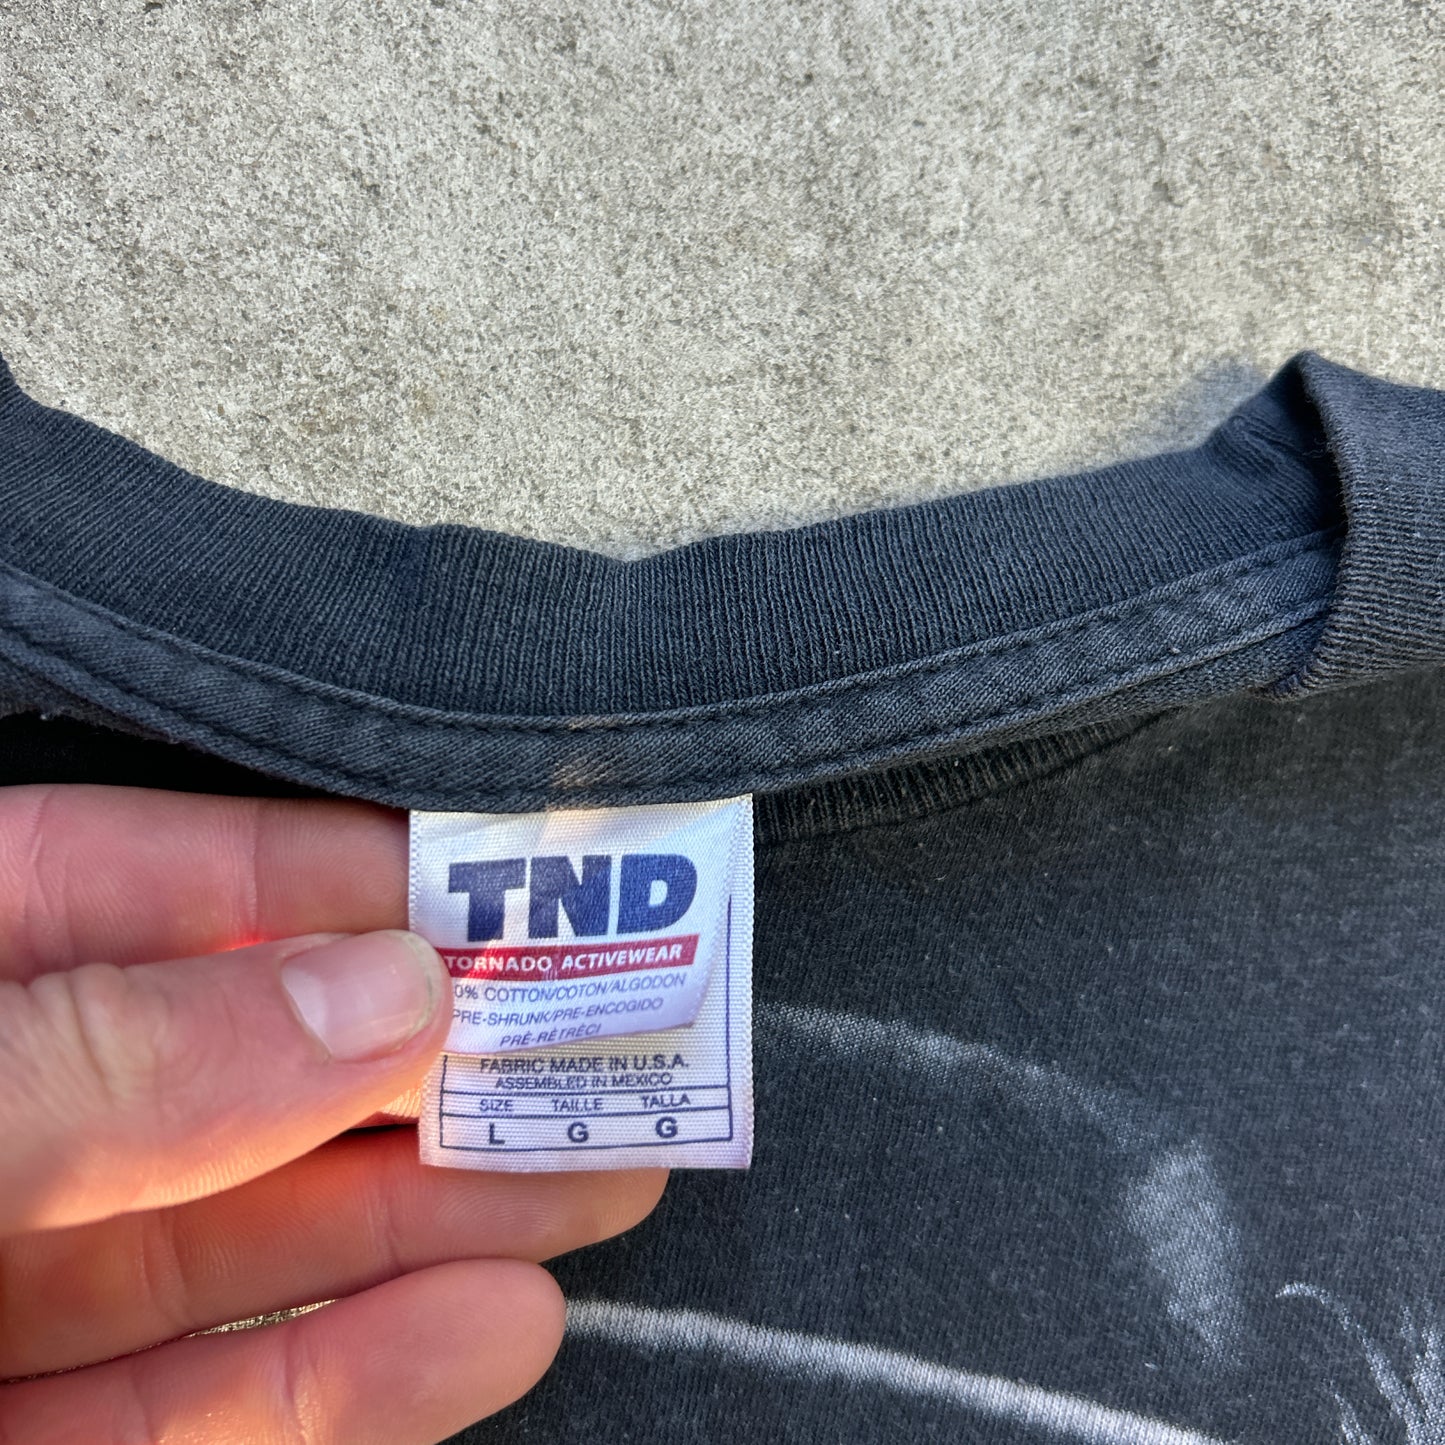 TND
TORNADO ACTIVEWEAR
0% COTTON/COTON/ALGODON
PRE-SHRUNK/PRE-ENCOGIDO
PRÉ-RÉTRÉCI
FABRIC MADE IN U.S.A.
ASSEMBLED IN MEXICO
SIZE TAILLE TALLA
L G G